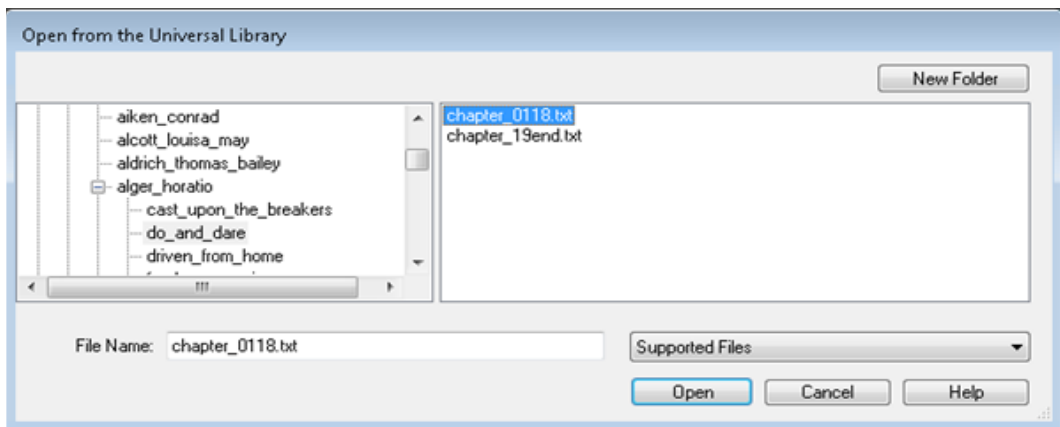 Open from the Universal Library
New Folder
aiken_conrad
alcott_louisa_may
aldrich_thomas_bailey
alger_horatio
cast_upon_the_breakers
do_and_dare
driven_from_home
chapter_0118.txt
chapter_19end.txt
File Name: chapter_0118.txt
Supported Files
Open Cancel Help